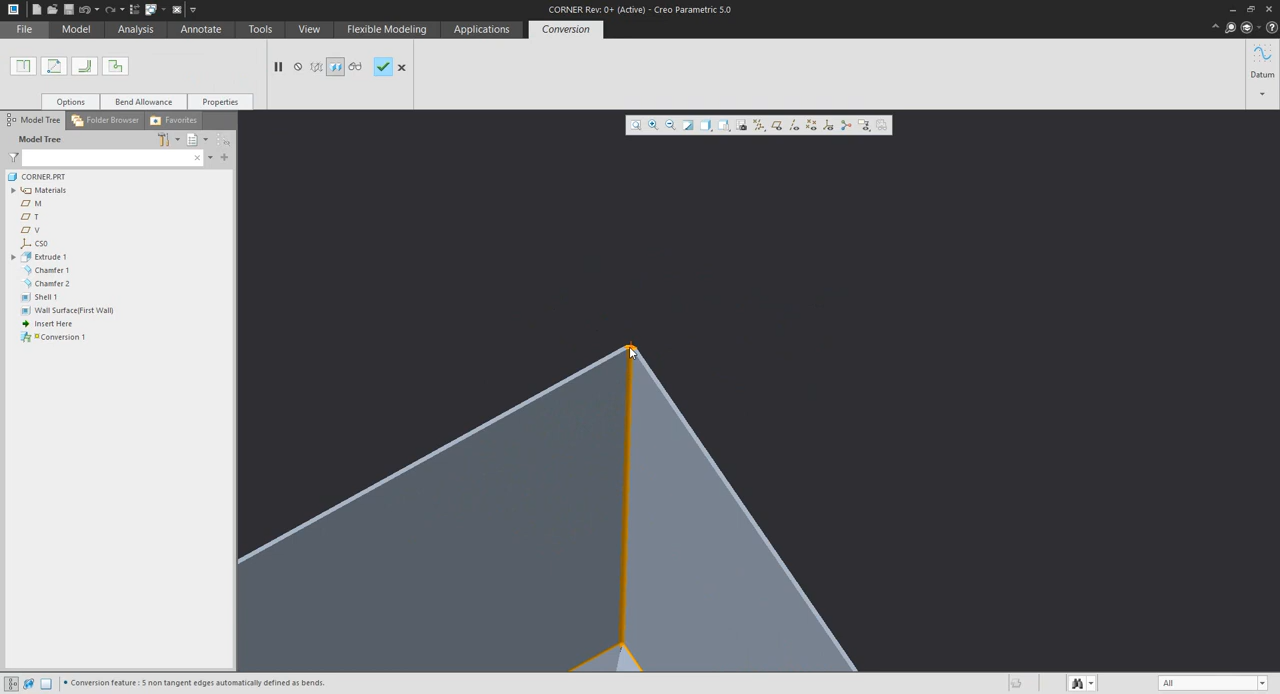 CORNER Rev: 0+ (Active) - Creo Parametric 5.0
File Model Analysis Annotate Tools View Flexible Modeling Applications Conversion
Options Bend Allowance Properties
Datum
Model Tree Folder Browser Favorites
Model Tree
CORNER.PRT
Materials
M
T
V
CS0
Extrude 1
Chamfer 1
Chamfer 2
Shell 1
Wall Surface(First Wall)
Insert Here
Conversion 1
• Conversion feature : 5 non tangent edges automatically defined as bends.
All